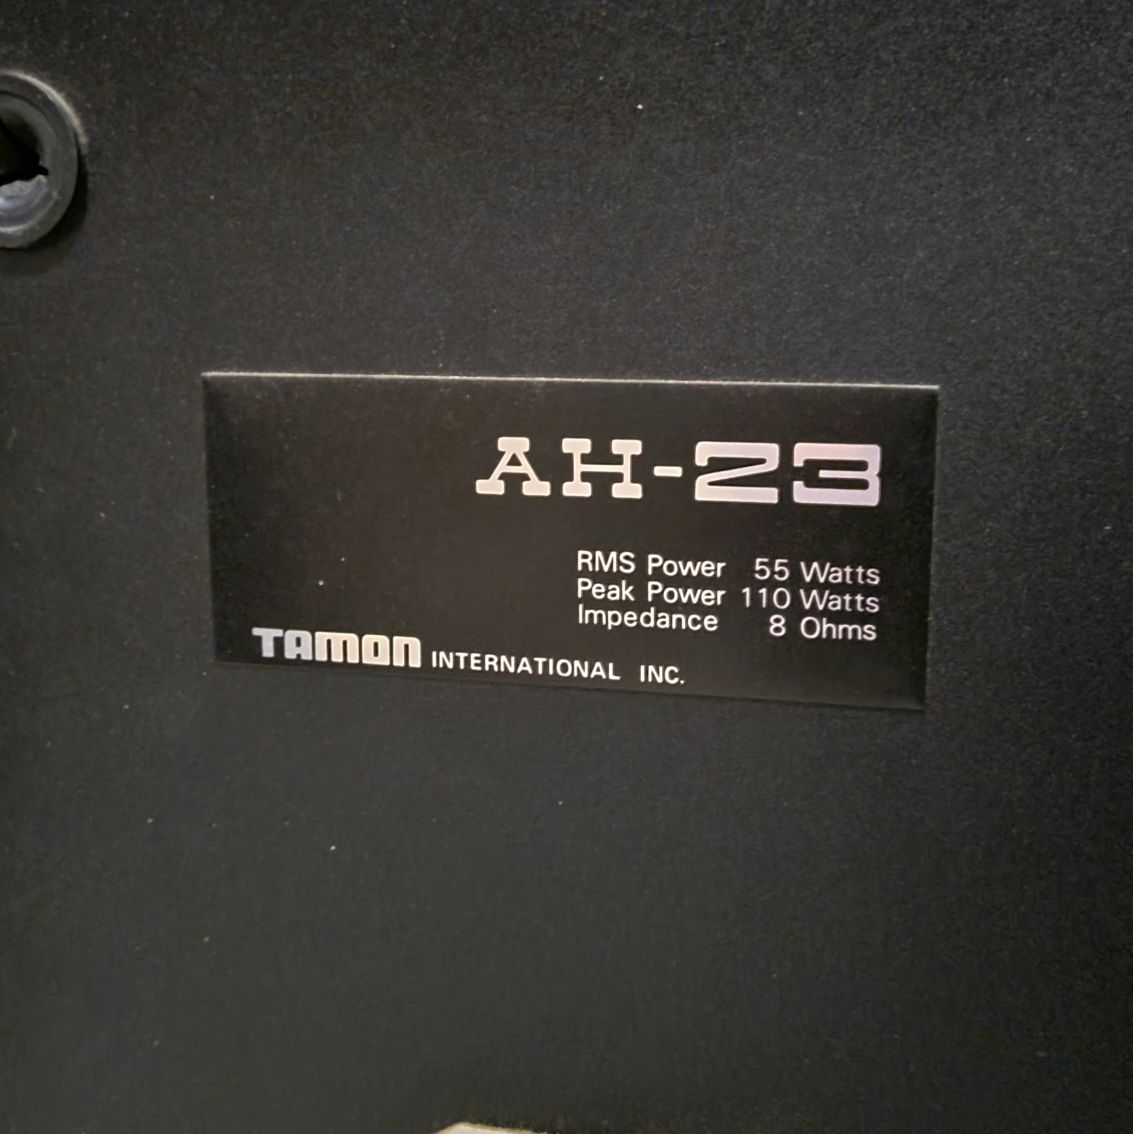 AH-23
RMS Power 55 Watts
Peak Power 110 Watts
Impedance 8 Ohms
TAMON INTERNATIONAL INC.